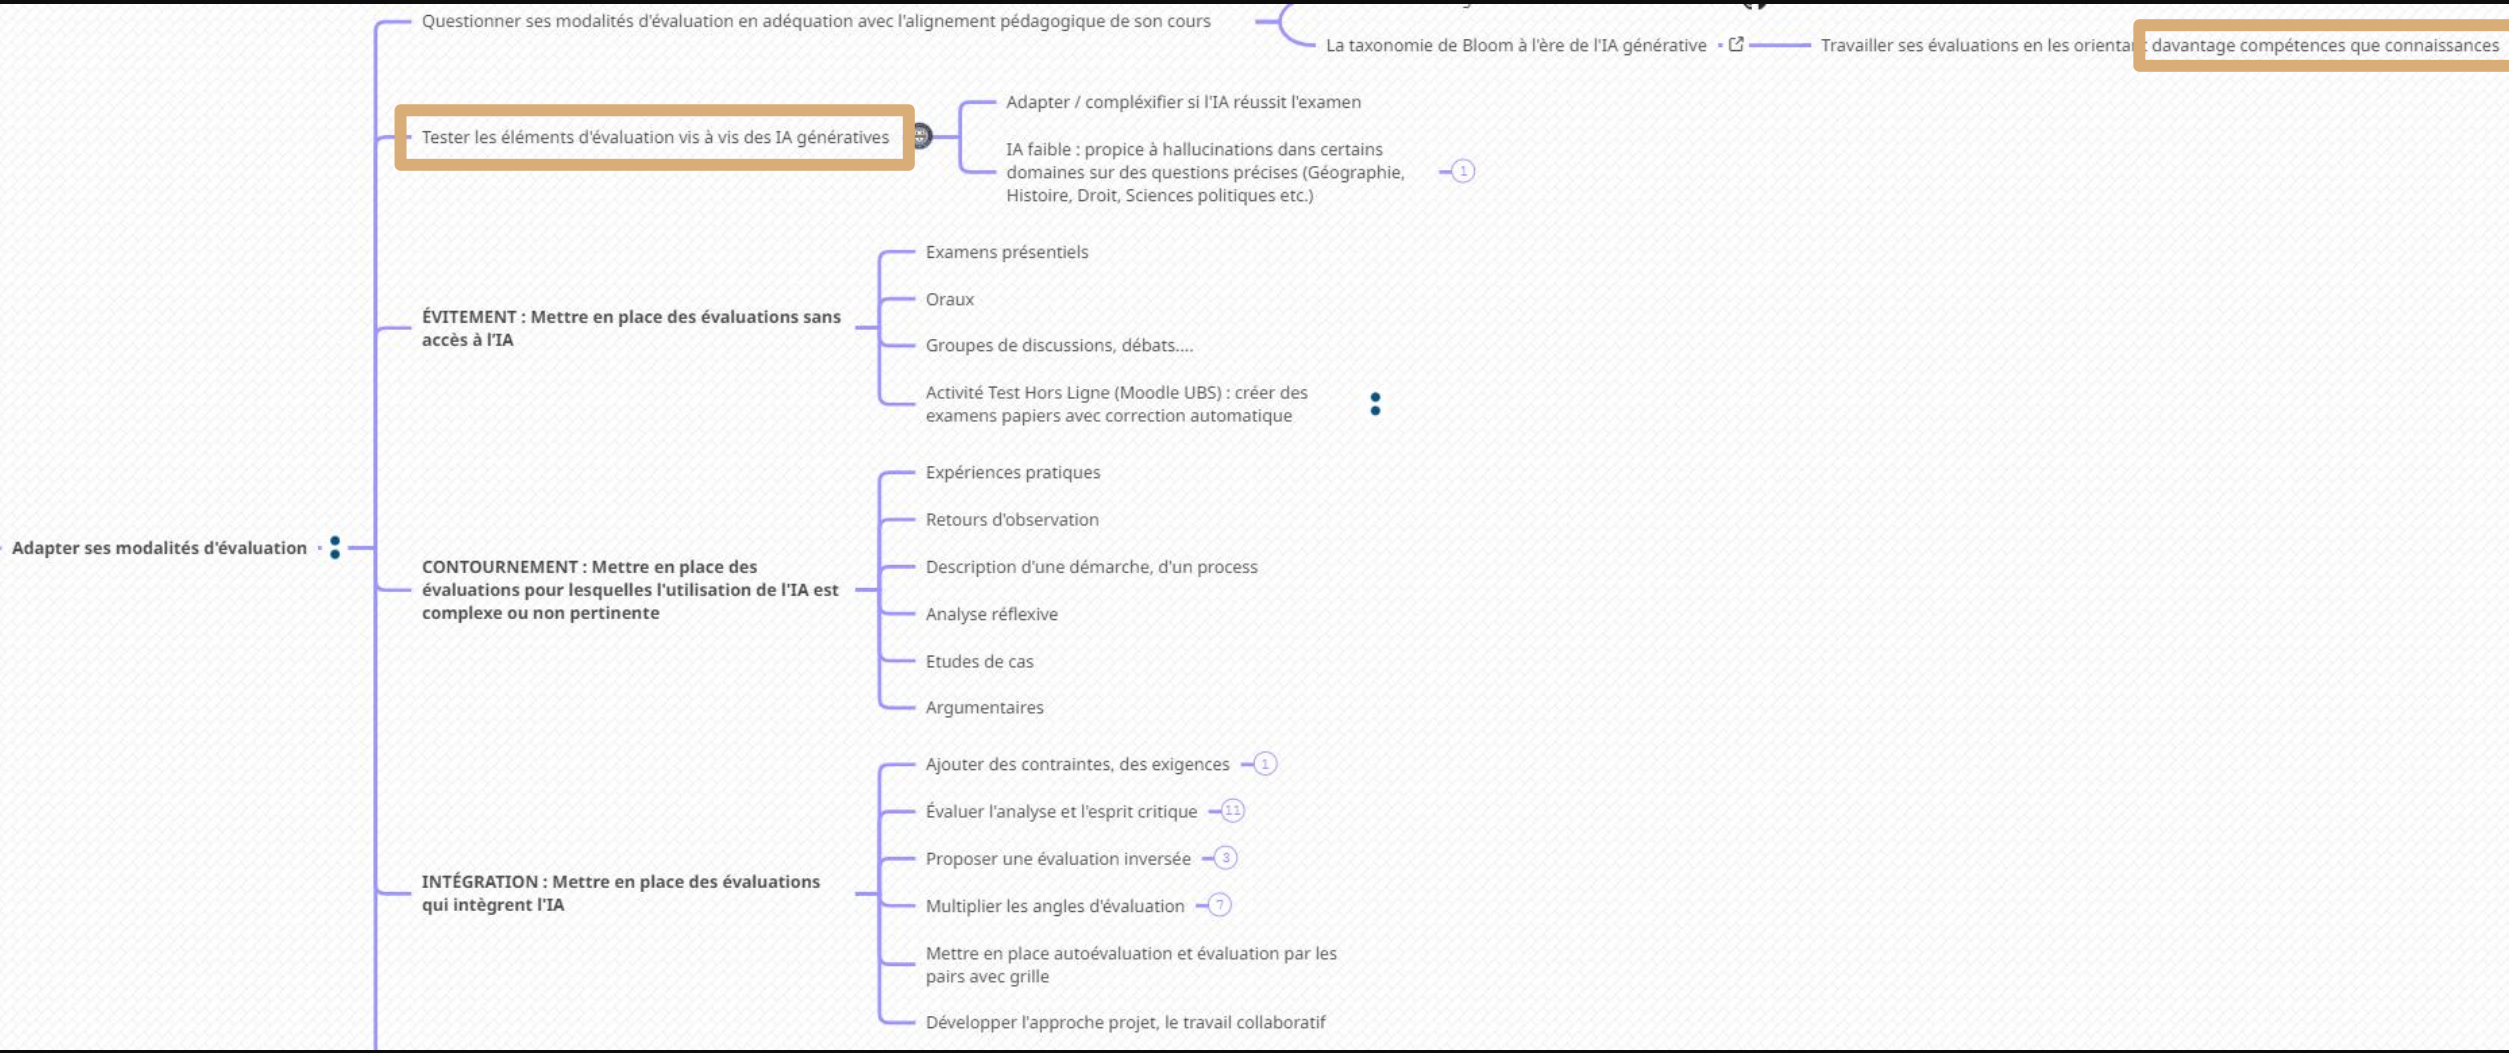 Questionner ses modalités d'évaluation en adéquation avec l'alignement pédagogique de son cours
La taxonomie de Bloom à l'ère de l'IA générative
Travailler ses évaluations en les orientant davantage compétences que connaissances
Tester les éléments d'évaluation vis à vis des IA génératives
Adapter / compléxifier si l'IA réussit l'examen
IA faible : propice à hallucinations dans certains
domaines sur des questions précises (Géographie,
Histoire, Droit, Sciences politiques etc.)
1
ÉVITEMENT : Mettre en place des évaluations sans
accès à l'IA
Examens présentiels
Oraux
Groupes de discussions, débats....
Activité Test Hors Ligne (Moodle UBS) : créer des
examens papiers avec correction automatique
Adapter ses modalités d'évaluation
CONTOURNEMENT : Mettre en place des
évaluations pour lesquelles l'utilisation de l'IA est
complexe ou non pertinente
Expériences pratiques
Retours d'observation
Description d'une démarche, d'un process
Analyse réflexive
Etudes de cas
Argumentaires
INTÉGRATION : Mettre en place des évaluations
qui intègrent l'IA
Ajouter des contraintes, des exigences 1
Évaluer l'analyse et l'esprit critique 11
Proposer une évaluation inversée 3
Multiplier les angles d'évaluation 7
Mettre en place autoévaluation et évaluation par les
pairs avec grille
Développer l'approche projet, le travail collaboratif